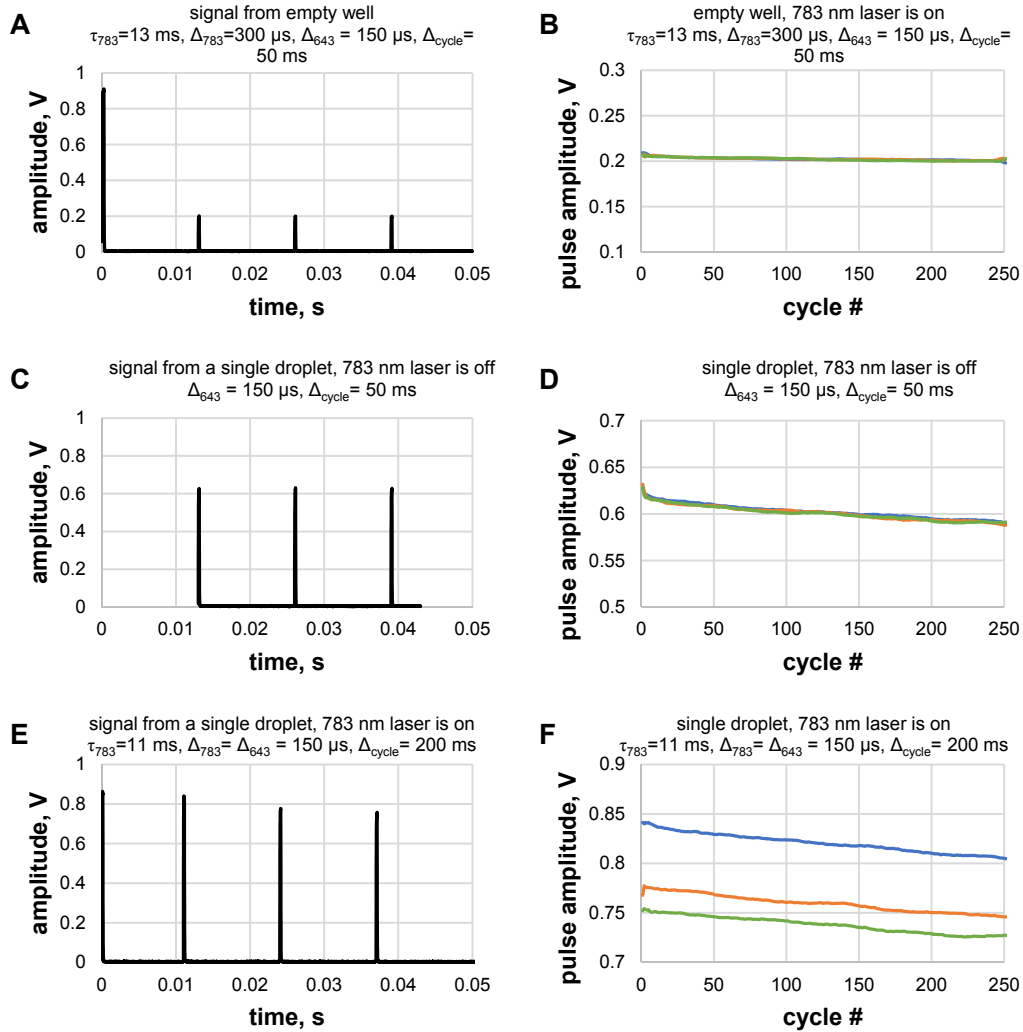 A
signal from empty well
τ783=13 ms, Δ783=300 µs, Δ643 = 150 µs, Δcycle=
50 ms
amplitude, V
1
0.8
0.6
0.4
0.2
0
0
0.01
0.02
0.03
0.04
0.05
time, s
B
empty well, 783 nm laser is on
τ783=13 ms, Δ783=300 µs, Δ643 = 150 µs, Δcycle=
50 ms
pulse amplitude, V
0.3
0.25
0.2
0.15
0.1
0
50
100
150
200
250
cycle #
C
signal from a single droplet, 783 nm laser is off
Δ643 = 150 µs, Δcycle= 50 ms
amplitude, V
1
0.8
0.6
0.4
0.2
0
0
0.01
0.02
0.03
0.04
0.05
time, s
D
single droplet, 783 nm laser is off
Δ643 = 150 µs, Δcycle= 50 ms
pulse amplitude, V
0.7
0.65
0.6
0.55
0.5
0
50
100
150
200
250
cycle #
E
signal from a single droplet, 783 nm laser is on
τ783=11 ms, Δ783= Δ643 = 150 µs, Δcycle= 200 ms
amplitude, V
1
0.8
0.6
0.4
0.2
0
0
0.01
0.02
0.03
0.04
0.05
time, s
F
single droplet, 783 nm laser is on
τ783=11 ms, Δ783= Δ643 = 150 µs, Δcycle= 200 ms
pulse amplitude, V
0.9
0.85
0.8
0.75
0.7
0
50
100
150
200
250
cycle #